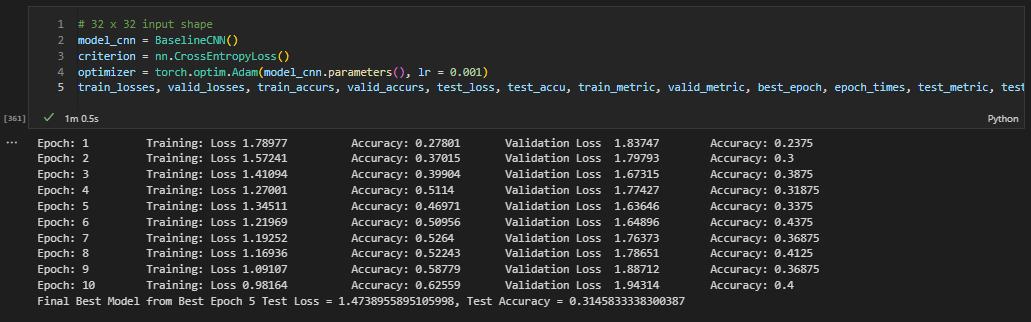 1 # 32 x 32 input shape
2 model_cnn = BaselineCNN()
3 criterion = nn.CrossEntropyLoss()
4 optimizer = torch.optim.Adam(model_cnn.parameters(), lr = 0.001)
5 train_losses, valid_losses, train_accurs, valid_accurs, test_loss, test_accu, train_metric, valid_metric, best_epoch, epoch_times, test_metric, test
[361] ✓ 1m 0.5s Python
... Epoch: 1 Training: Loss 1.78977 Accuracy: 0.27801 Validation Loss 1.83747 Accuracy: 0.2375
Epoch: 2 Training: Loss 1.57241 Accuracy: 0.37015 Validation Loss 1.79793 Accuracy: 0.3
Epoch: 3 Training: Loss 1.41094 Accuracy: 0.39904 Validation Loss 1.67315 Accuracy: 0.3875
Epoch: 4 Training: Loss 1.27001 Accuracy: 0.5114 Validation Loss 1.77427 Accuracy: 0.31875
Epoch: 5 Training: Loss 1.34511 Accuracy: 0.46971 Validation Loss 1.63646 Accuracy: 0.3375
Epoch: 6 Training: Loss 1.21969 Accuracy: 0.50956 Validation Loss 1.64896 Accuracy: 0.4375
Epoch: 7 Training: Loss 1.19252 Accuracy: 0.5264 Validation Loss 1.76373 Accuracy: 0.36875
Epoch: 8 Training: Loss 1.16936 Accuracy: 0.52243 Validation Loss 1.78651 Accuracy: 0.4125
Epoch: 9 Training: Loss 1.09107 Accuracy: 0.58779 Validation Loss 1.88712 Accuracy: 0.36875
Epoch: 10 Training: Loss 0.98164 Accuracy: 0.62559 Validation Loss 1.94314 Accuracy: 0.4
Final Best Model from Best Epoch 5 Test Loss = 1.4738955895105998, Test Accuracy = 0.3145833338300387